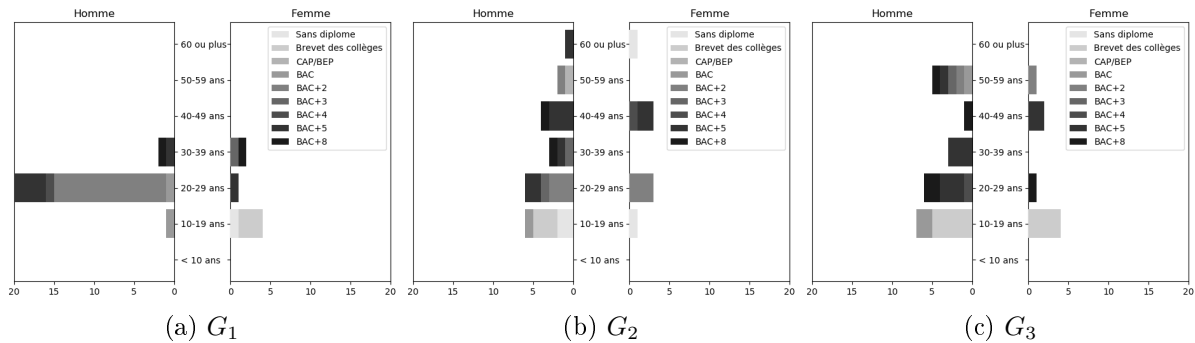 Homme
Femme
Sans diplome
Brevet des collèges
CAP/BEP
BAC
BAC+2
BAC+3
BAC+4
BAC+5
BAC+8
60 ou plus
50-59 ans
40-49 ans
30-39 ans
20-29 ans
10-19 ans
< 10 ans
20 15 10 5 0
0 5 10 15 20
(a) G1
Homme
Femme
Sans diplome
Brevet des collèges
CAP/BEP
BAC
BAC+2
BAC+3
BAC+4
BAC+5
BAC+8
60 ou plus
50-59 ans
40-49 ans
30-39 ans
20-29 ans
10-19 ans
< 10 ans
20 15 10 5 0
0 5 10 15 20
(b) G2
Homme
Femme
Sans diplome
Brevet des collèges
CAP/BEP
BAC
BAC+2
BAC+3
BAC+4
BAC+5
BAC+8
60 ou plus
50-59 ans
40-49 ans
30-39 ans
20-29 ans
10-19 ans
< 10 ans
20 15 10 5 0
0 5 10 15 20
(c) G3